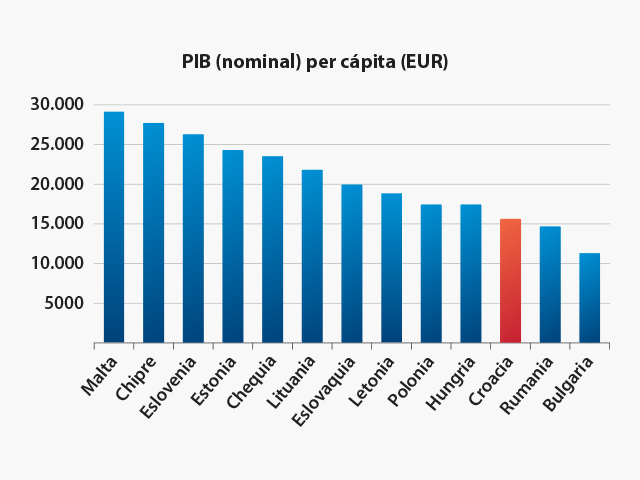 PIB (nominal) per cápita (EUR)
30.000
25.000
20.000
15.000
10.000
5000
Malta
Chipre
Eslovenia
Estonia
Chequia
Lituania
Eslovaquia
Letonia
Polonia
Hungria
Croacia
Rumania
Bulgaria